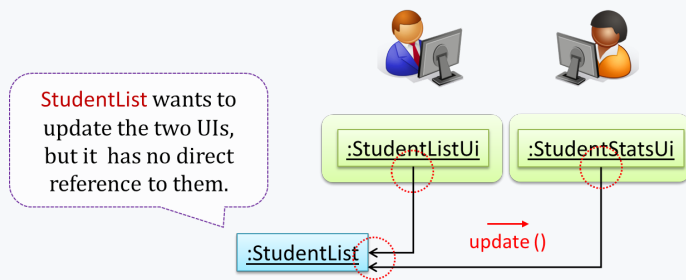 StudentList wants to
update the two UIs,
but it has no direct
reference to them.
:StudentListUi
:StudentStatsUi
update ()
:StudentList